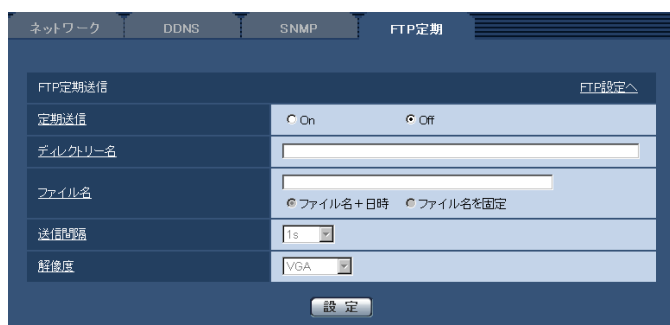 ネットワーク DDNS SNMP FTP定期
FTP定期送信 FTP設定へ
定期送信 On Off
ディレクトリー名
ファイル名
ファイル名+日時 ファイル名を固定
送信間隔 1s
解像度 VGA
設 定